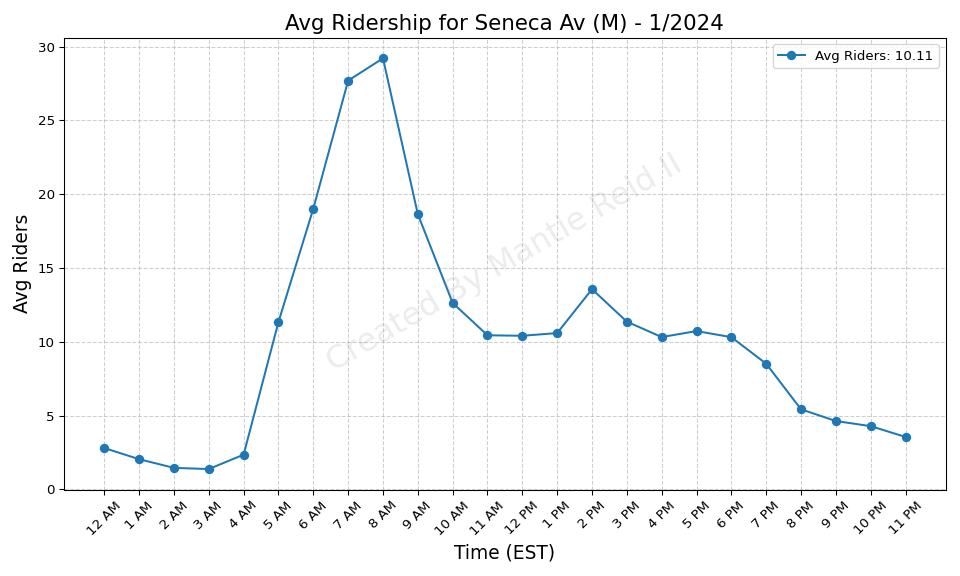 Avg Ridership for Seneca Av (M) - 1/2024
Avg Riders: 10.11
Avg Riders
30
25
20
15
10
5
0
Created By Mantle Reid II
12 AM
1 AM
2 AM
3 AM
4 AM
5 AM
6 AM
7 AM
8 AM
9 AM
10 AM
11 AM
12 PM
1 PM
2 PM
3 PM
4 PM
5 PM
6 PM
7 PM
8 PM
9 PM
10 PM
11 PM
Time (EST)